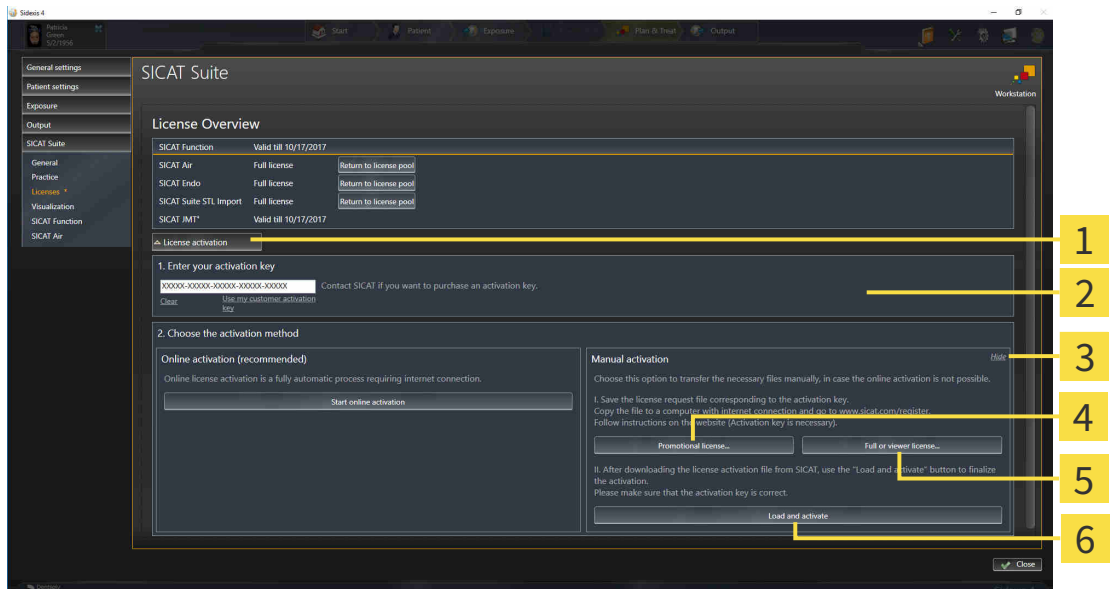 Sidexis 4
Patricia
Green
5/2/1956
Start
Patient
Exposure
Plan & Treat
Output
General settings
Patient settings
Exposure
Output
SICAT Suite
General
Practice
Licenses *
Visualization
SICAT Function
SICAT Air
SICAT Suite
Workstation
License Overview
SICAT Function Valid till 10/17/2017
SICAT Air Full license Return to license pool
SICAT Endo Full license Return to license pool
SICAT Suite STL Import Full license Return to license pool
SICAT JMT⁺ Valid till 10/17/2017
License activation
1
1. Enter your activation key
XXXXX-XXXXX-XXXXX-XXXXX-XXXXX
Contact SICAT if you want to purchase an activation key.
Clear
Use my customer activation
key
2
2. Choose the activation method
Online activation (recommended)
Online license activation is a fully automatic process requiring internet connection.
Start online activation
Manual activation
Hide
3
Choose this option to transfer the necessary files manually, in case the online activation is not possible.
I. Save the license request file corresponding to the activation key.
Copy the file to a computer with internet connection and go to www.sicat.com/register.
Follow instructions on the website (Activation key is necessary).
4
Promotional license...
Full or viewer license...
5
II. After downloading the license activation file from SICAT, use the "Load and activate" button to finalize
the activation.
Please make sure that the activation key is correct.
Load and activate
6
Close